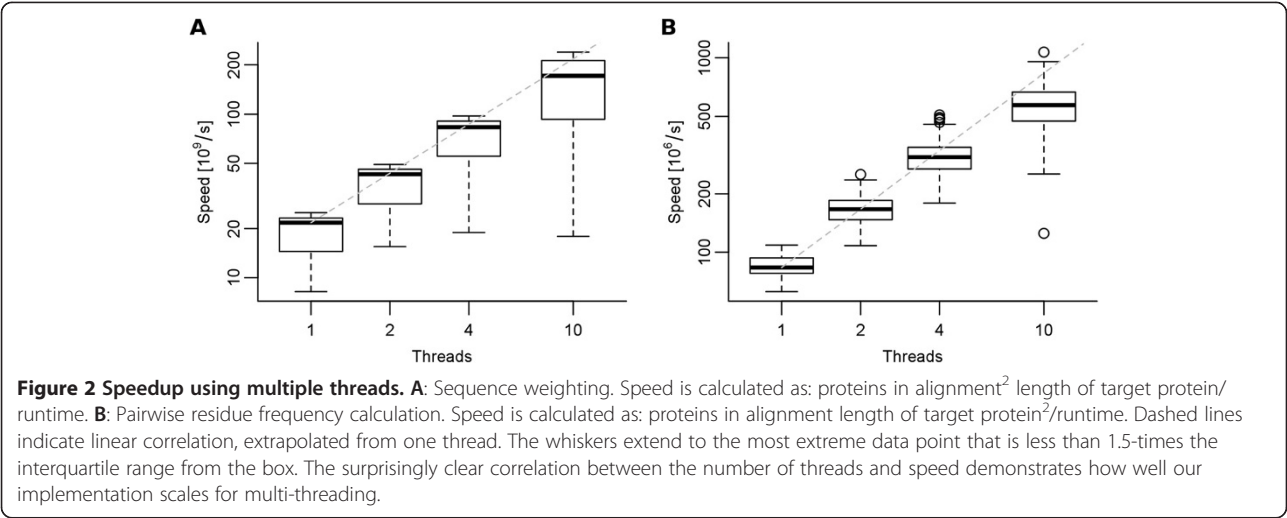 A
B
Speed [10⁹/s]
200
100
50
20
10
1
2
4
10
Threads
Speed [10⁶/s]
1000
500
200
100
1
2
4
10
Threads
Figure 2 Speedup using multiple threads. A: Sequence weighting. Speed is calculated as: proteins in alignment² length of target protein/
runtime. B: Pairwise residue frequency calculation. Speed is calculated as: proteins in alignment length of target protein²/runtime. Dashed lines
indicate linear correlation, extrapolated from one thread. The whiskers extend to the most extreme data point that is less than 1.5-times the
interquartile range from the box. The surprisingly clear correlation between the number of threads and speed demonstrates how well our
implementation scales for multi-threading.